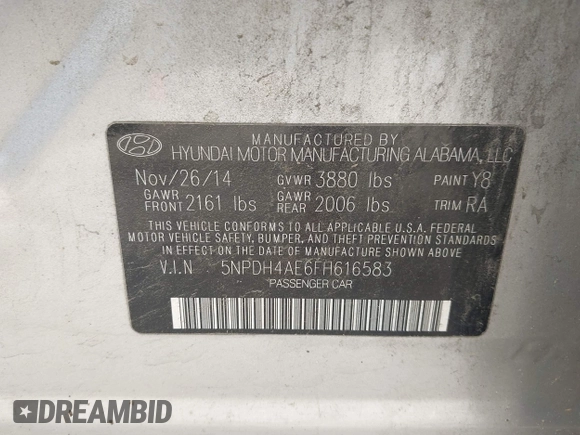 MANUFACTURED BY
HYUNDAI MOTOR MANUFACTURING ALABAMA, LLC
Nov/26/14 GVWR 3880 lbs PAINT Y8
GAWR FRONT 2161 lbs GAWR REAR 2006 lbs TRIM RA
THIS VEHICLE CONFORMS TO ALL APPLICABLE U.S.A. FEDERAL
MOTOR VEHICLE SAFETY, BUMPER, AND THEFT PREVENTION STANDARDS
IN EFFECT ON THE DATE OF MANUFACTURE SHOWN ABOVE.
V.I.N 5NPDH4AE6FH616583
PASSENGER CAR
DREAMBID